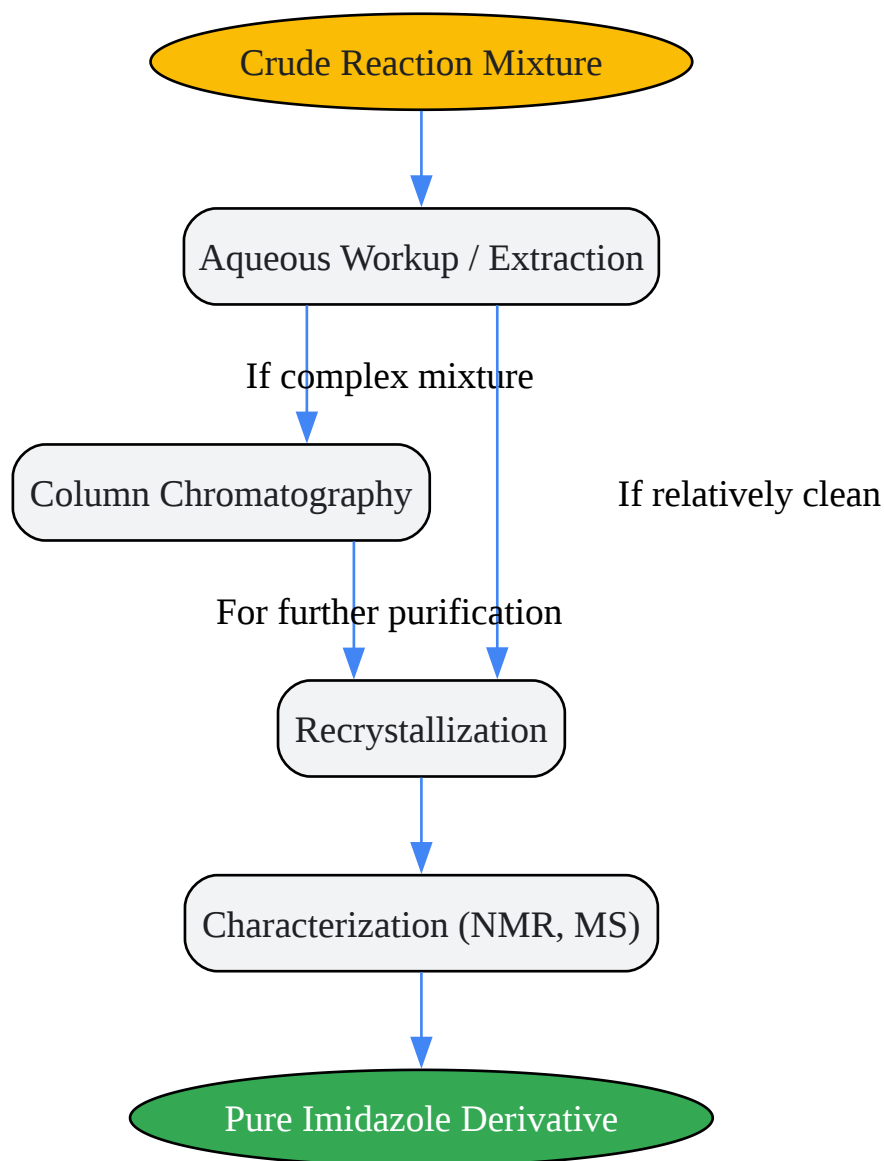 Crude Reaction Mixture
Aqueous Workup / Extraction
If complex mixture
Column Chromatography
If relatively clean
For further purification
Recrystallization
Characterization (NMR, MS)
Pure Imidazole Derivative